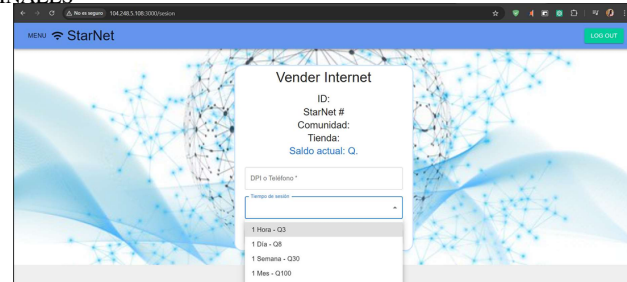 No es seguro 104.248.5.108:3000/sesion
MENU StarNet LOG OUT
Vender Internet
ID:
StarNet #
Comunidad:
Tienda:
Saldo actual: Q.
DPI o Teléfono *
Tiempo de sesión
1 Hora - Q3
1 Día - Q8
1 Semana - Q30
1 Mes - Q100